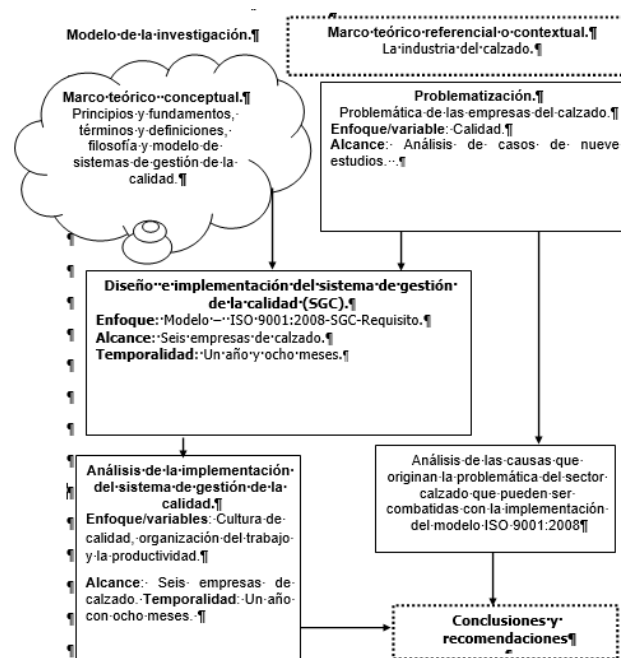 Modelo de la investigación.¶
Marco teórico referencial o contextual.¶
La industria del calzado.¶
Marco teórico conceptual.¶
Principios y fundamentos,
términos y definiciones,
filosofía y modelo de
sistemas de gestión de la
calidad.¶
Problematización.¶
Problemática de las empresas del calzado.¶
Enfoque/variable: Calidad.¶
Alcance: Análisis de casos de nueve
estudios. ¶
Diseño e implementación del sistema de gestión
de la calidad (SGC).¶
Enfoque: Modelo – ISO 9001:2008-SGC-Requisito.¶
Alcance: Seis empresas de calzado.¶
Temporalidad: Un año y ocho meses.¶
Análisis de la implementación
del sistema de gestión de la
calidad.¶
Enfoque/variables: Cultura de
calidad, organización del trabajo
y la productividad.¶
Alcance: Seis empresas de
calzado. Temporalidad: Un año
con ocho meses. ¶
Análisis de las causas que
originan la problemática del sector
calzado que pueden ser
combatidas con la implementación
del modelo ISO 9001:2008¶
Conclusiones y
recomendaciones¶